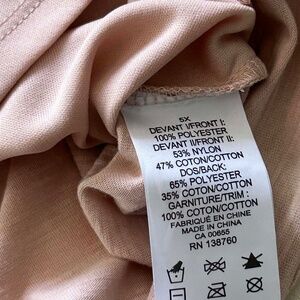 5X
DEVANT I/FRONT I:
100% POLYESTER
DEVANT II/FRONT II:
53% NYLON
47% COTON/COTTON
DOS/BACK:
65% POLYESTER
35% COTON/COTTON
GARNITURE/TRIM :
100% COTON/COTTON
FABRIQUÉ EN CHINE
MADE IN CHINA
CA 00655
RN 138760